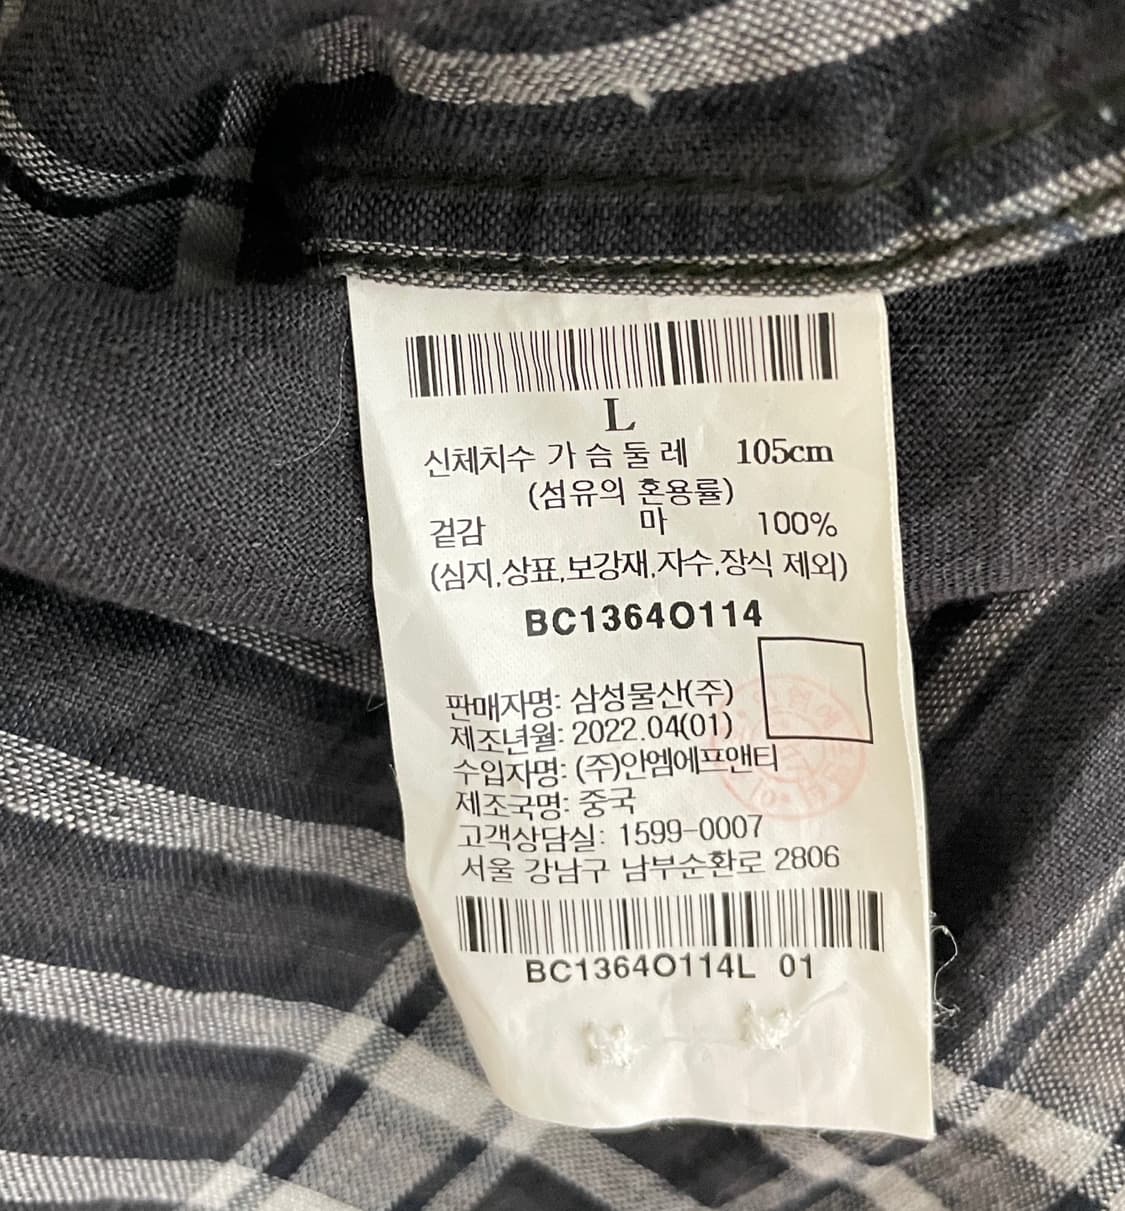 L
신체치수 가 슴 둘 레 105cm
(섬유의 혼용률)
겉감 마 100%
(심지,상표,보강재,자수,장식 제외)
BC1364O114
판매자명: 삼성물산(주)
제조년월: 2022.04(01)
수입자명: (주)안엠에프앤티
제조국명: 중국
고객상담실: 1599-0007
서울 강남구 남부순환로 2806
BC1364O114L 01